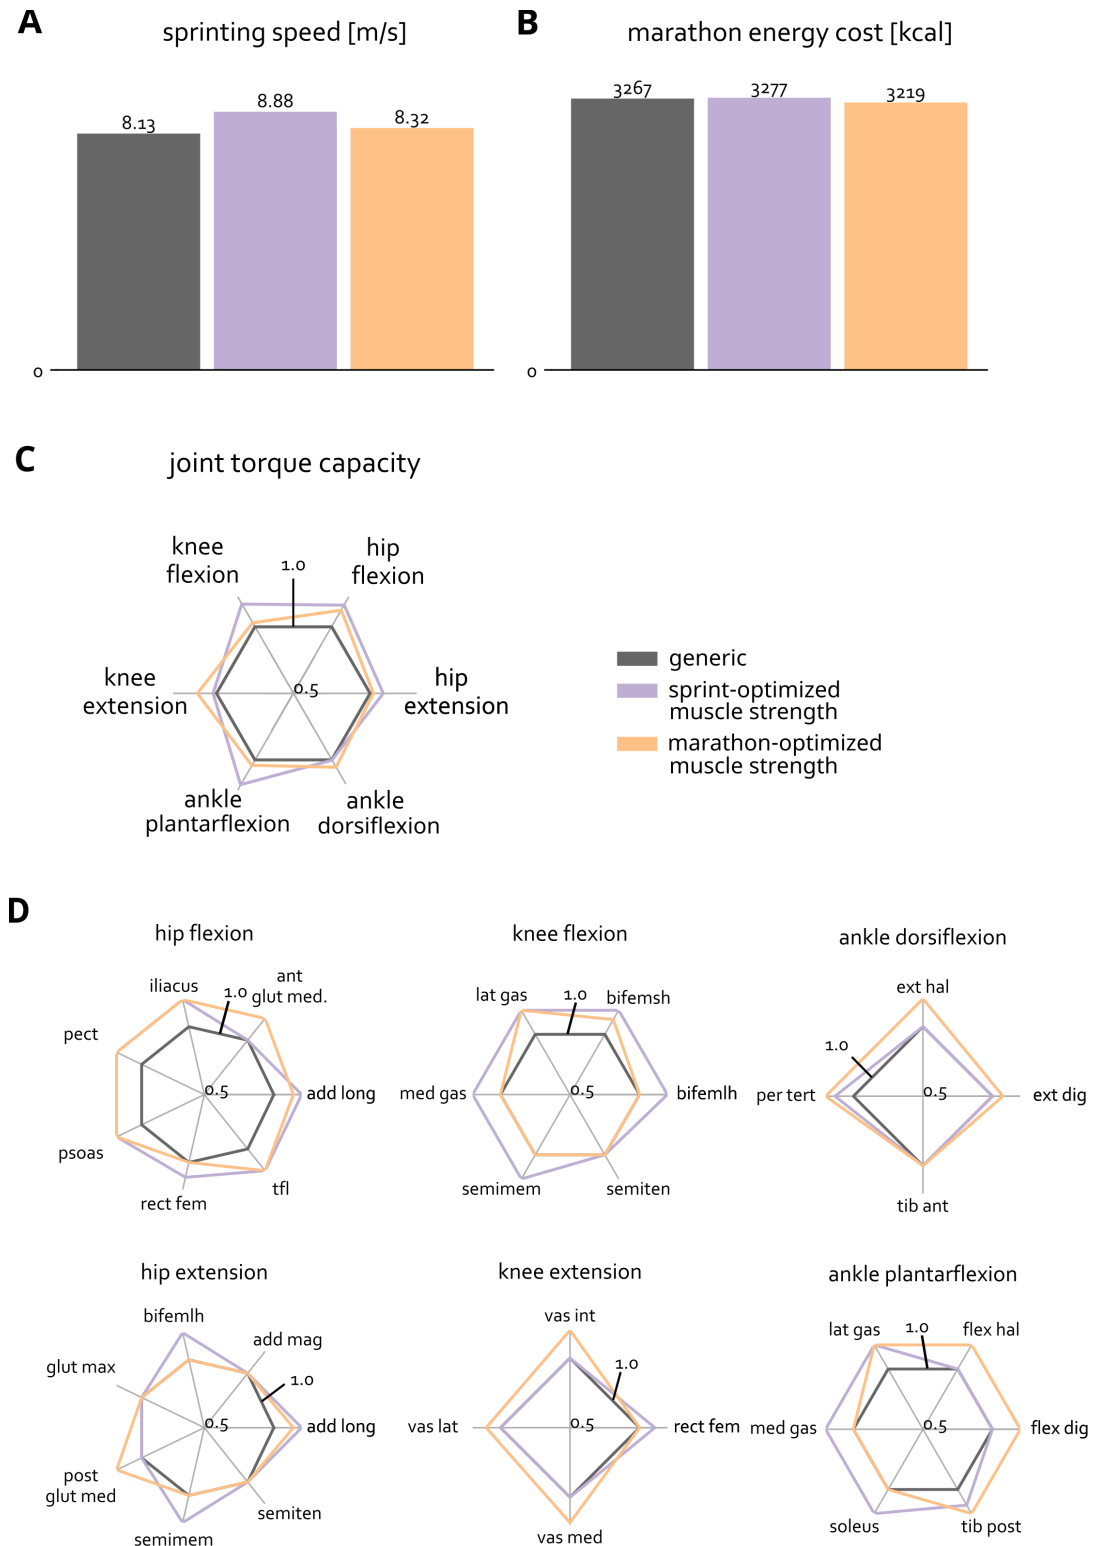 A
sprinting speed [m/s]
8.13
8.88
8.32
0
B
marathon energy cost [kcal]
3267
3277
3219
0
C
joint torque capacity
knee
flexion
1.0
hip
flexion
knee
extension
0.5
hip
extension
ankle
plantarflexion
ankle
dorsiflexion
generic
sprint-optimized
muscle strength
marathon-optimized
muscle strength
D
hip flexion
iliacus
1.0
ant
glut med.
pect
0.5
add long
psoas
rect fem
tfl
knee flexion
lat gas
1.0
bifemsh
med gas
0.5
bifemlh
semimem
semiten
ankle dorsiflexion
ext hal
1.0
per tert
0.5
ext dig
tib ant
hip extension
bifemlh
add mag
glut max
1.0
0.5
add long
post
glut med
semiten
semimem
knee extension
vas int
1.0
vas lat
0.5
rect fem
vas med
ankle plantarflexion
lat gas
1.0
flex hal
med gas
0.5
flex dig
soleus
tib post